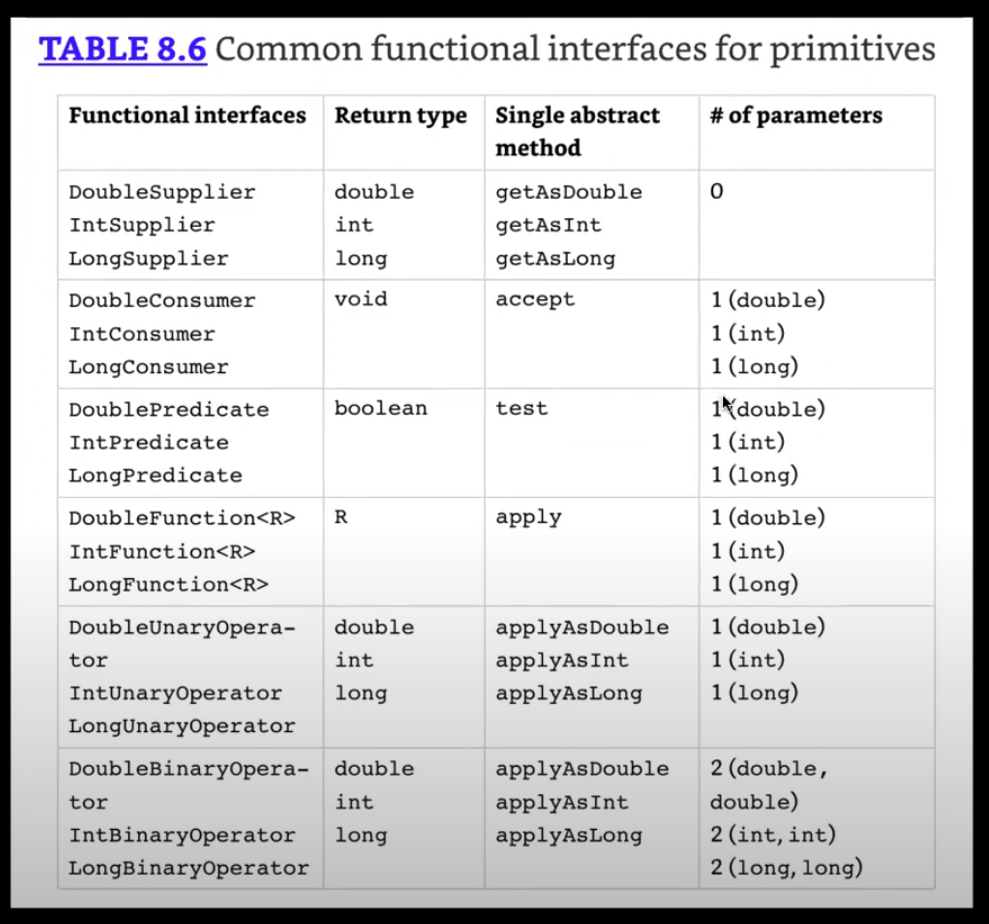 TABLE 8.6 Common functional interfaces for primitives
Functional interfaces Return type Single abstract method # of parameters
DoubleSupplier double getAsDouble 0
IntSupplier int getAsInt
LongSupplier long getAsLong
DoubleConsumer void accept 1 (double)
IntConsumer 1 (int)
LongConsumer 1 (long)
DoublePredicate boolean test 1 (double)
IntPredicate 1 (int)
LongPredicate 1 (long)
DoubleFunction<R> R apply 1 (double)
IntFunction<R> 1 (int)
LongFunction<R> 1 (long)
DoubleUnaryOpera- double applyAsDouble 1 (double)
tor int applyAsInt 1 (int)
IntUnaryOperator long applyAsLong 1 (long)
LongUnaryOperator
DoubleBinaryOpera- double applyAsDouble 2 (double,
tor int applyAsInt double)
IntBinaryOperator long applyAsLong 2 (int, int)
LongBinaryOperator 2 (long, long)